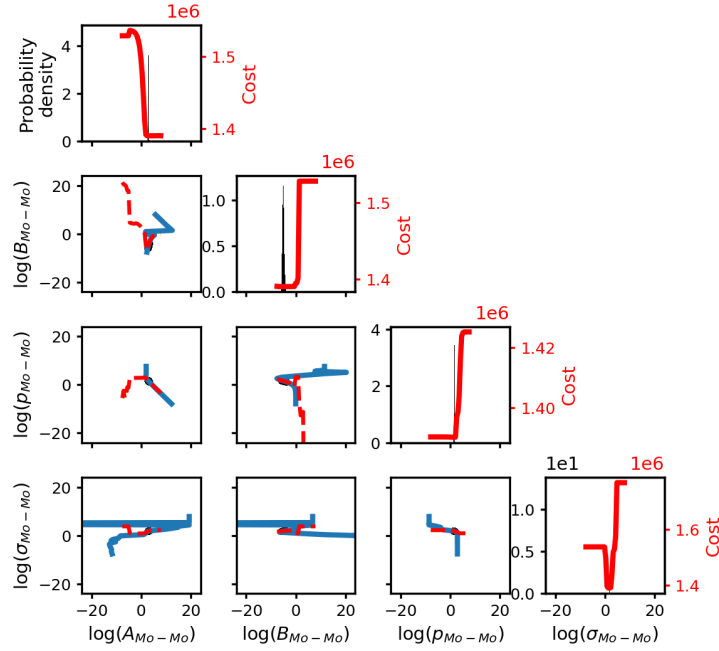 1e6
4
2
0
Probability
density
1.5
1.4
Cost
1e6
20
0
−20
log(B_{Mo−Mo})
1.0
0.5
0.0
1.5
1.4
Cost
1e6
20
0
−20
log(p_{Mo−Mo})
4
2
0
1.42
1.40
Cost
1e1
1e6
20
0
−20
log(σ_{Mo−Mo})
1.0
0.5
0.0
1.6
1.4
Cost
−20 0 20
−20 0 20
−20 0 20
−20 0 20
log(A_{Mo−Mo})
log(B_{Mo−Mo})
log(p_{Mo−Mo})
log(σ_{Mo−Mo})